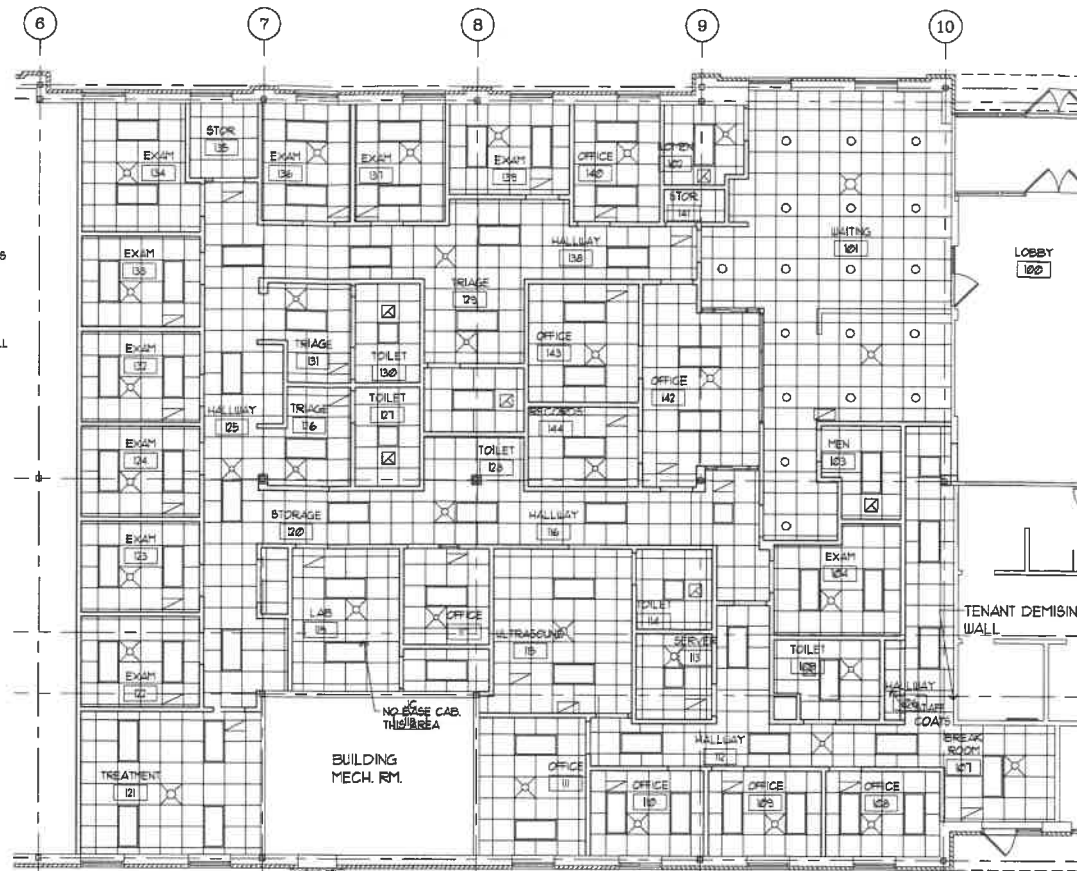 6
7
8
9
10
EXAM
134
STOR
135
EXAM
136
EXAM
137
EXAM
139
OFFICE
140
WOMEN
102
STOR
141
WAITING
101
LOBBY
100
HALLWAY
138
EXAM
133
TRIAGE
129
EXAM
132
TRIAGE
131
TOILET
130
OFFICE
143
OFFICE
142
HALLWAY
125
TRIAGE
126
TOILET
127
RECORDS
144
EXAM
124
TOILET
128
MEN
103
STORAGE
120
HALLWAY
116
EXAM
123
EXAM
104
LAB
119
OFFICE
ULTRASOUND
115
TOILET
114
SERVER
113
TOILET
105
TENANT DEMISIN
WALL
EXAM
122
HALLWAY
STAFF
COATS
NO BASE CAB.
THIS AREA
BUILDING
MECH. RM.
HALLWAY
112
BREAK
ROOM
107
TREATMENT
121
OFFICE
111
OFFICE
110
OFFICE
109
OFFICE
108